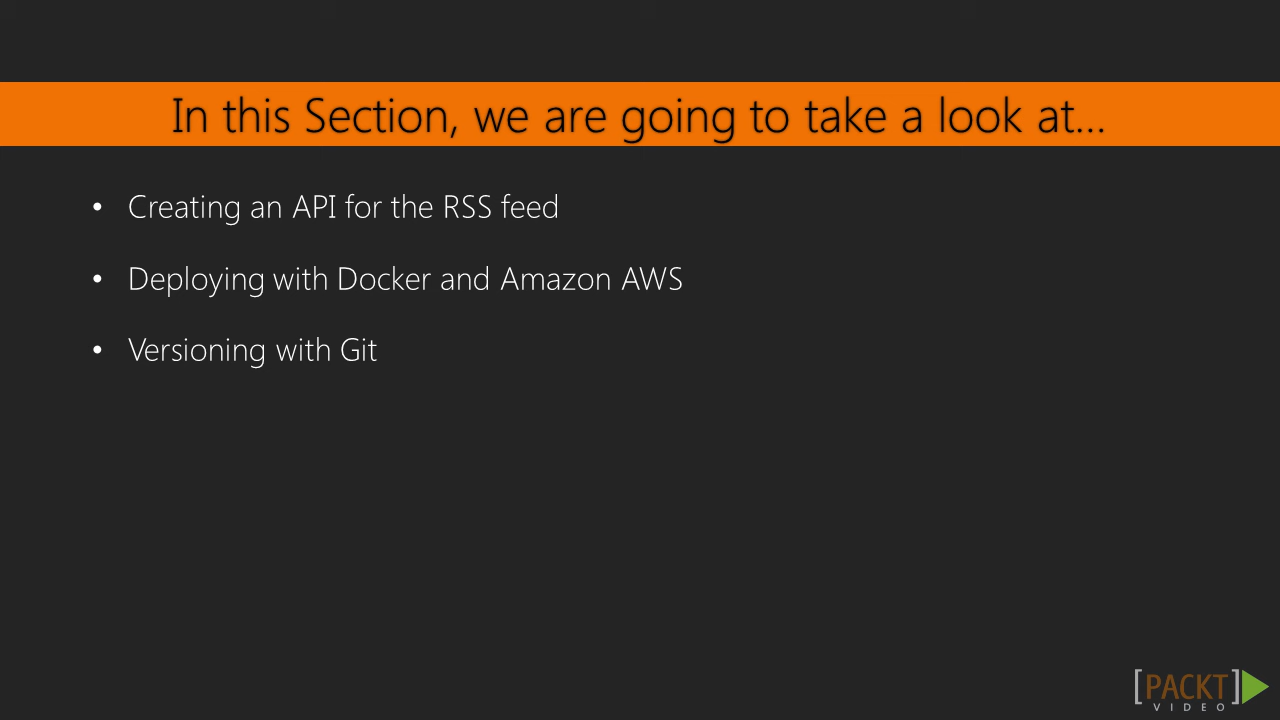 In this Section, we are going to take a look at...
• Creating an API for the RSS feed
• Deploying with Docker and Amazon AWS
• Versioning with Git
[PACKT]
VIDEO